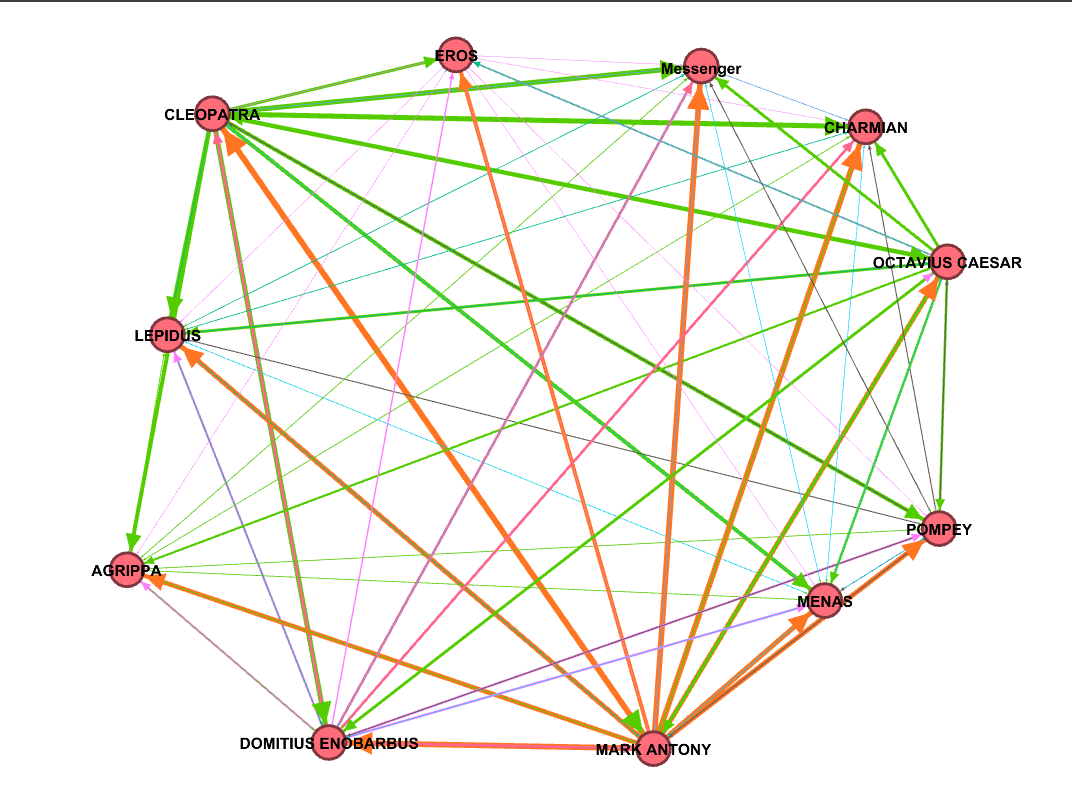 EROS
Messenger
CLEOPATRA
CHARMIAN
OCTAVIUS CAESAR
LEPIDUS
POMPEY
AGRIPPA
MENAS
DOMITIUS ENOBARBUS
MARK ANTONY